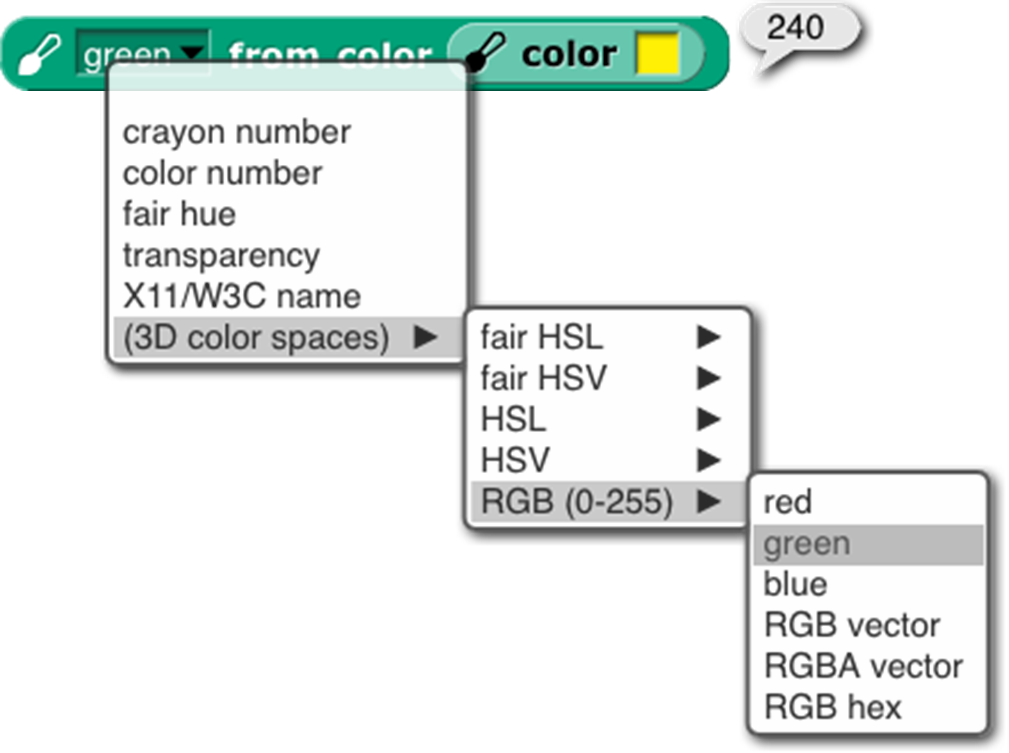 green from color color 240
crayon number
color number
fair hue
transparency
X11/W3C name
(3D color spaces)
fair HSL
fair HSV
HSL
HSV
RGB (0-255)
red
green
blue
RGB vector
RGBA vector
RGB hex